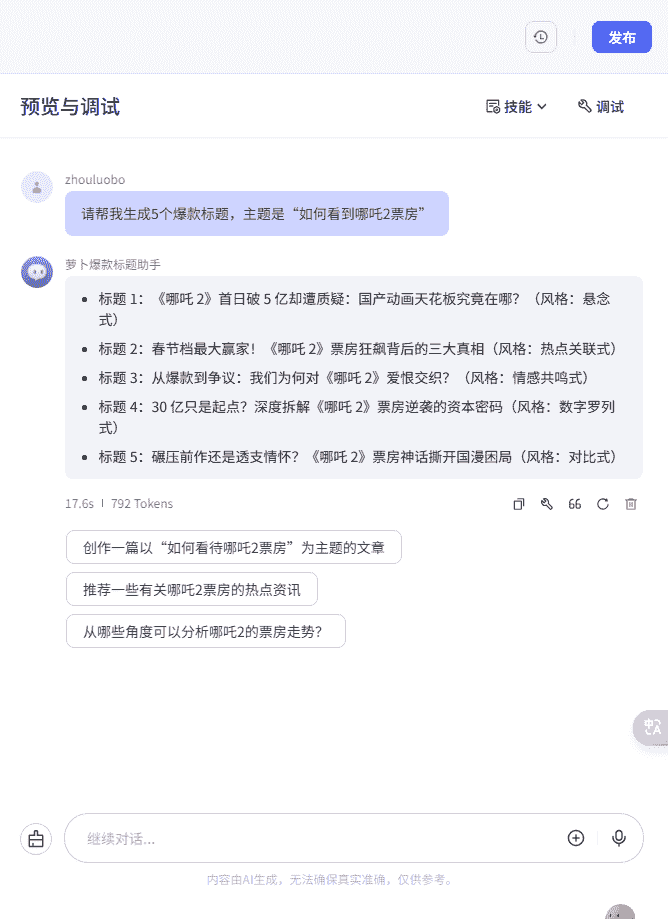 发布
预览与调试
技能
调试
zhouluobo
请帮我生成5个爆款标题，主题是“如何看到哪吒2票房”
萝卜爆款标题助手
• 标题 1：《哪吒 2》首日破 5 亿却遭质疑：国产动画天花板究竟在哪？（风格：悬念
式）
• 标题 2：春节档最大赢家！《哪吒 2》票房狂飙背后的三大真相（风格：热点关联式）
• 标题 3：从爆款到争议：我们为何对《哪吒 2》爱恨交织？（风格：情感共鸣式）
• 标题 4：30 亿只是起点？深度拆解《哪吒 2》票房逆袭的资本密码（风格：数字罗列
式）
• 标题 5：碾压前作还是透支情怀？《哪吒 2》票房神话撕开国漫困局（风格：对比式）
17.6s | 792 Tokens
创作一篇以“如何看待哪吒2票房”为主题的文章
推荐一些有关哪吒2票房的热点资讯
从哪些角度可以分析哪吒2的票房走势？
中A
继续对话...
内容由AI生成，无法确保真实准确，仅供参考。